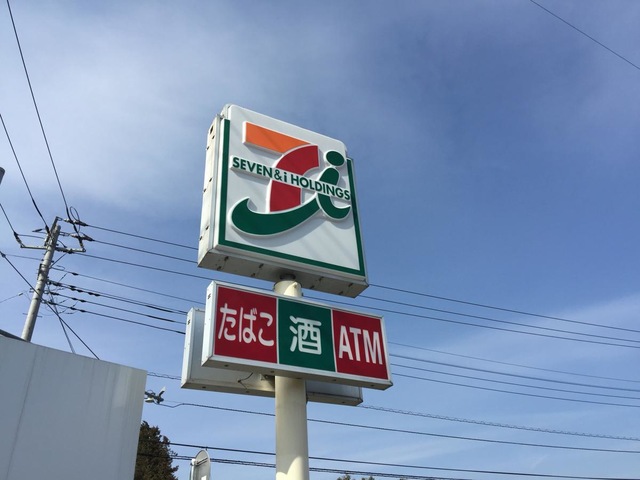 SEVEN & i HOLDINGS
たばこ 酒 ATM